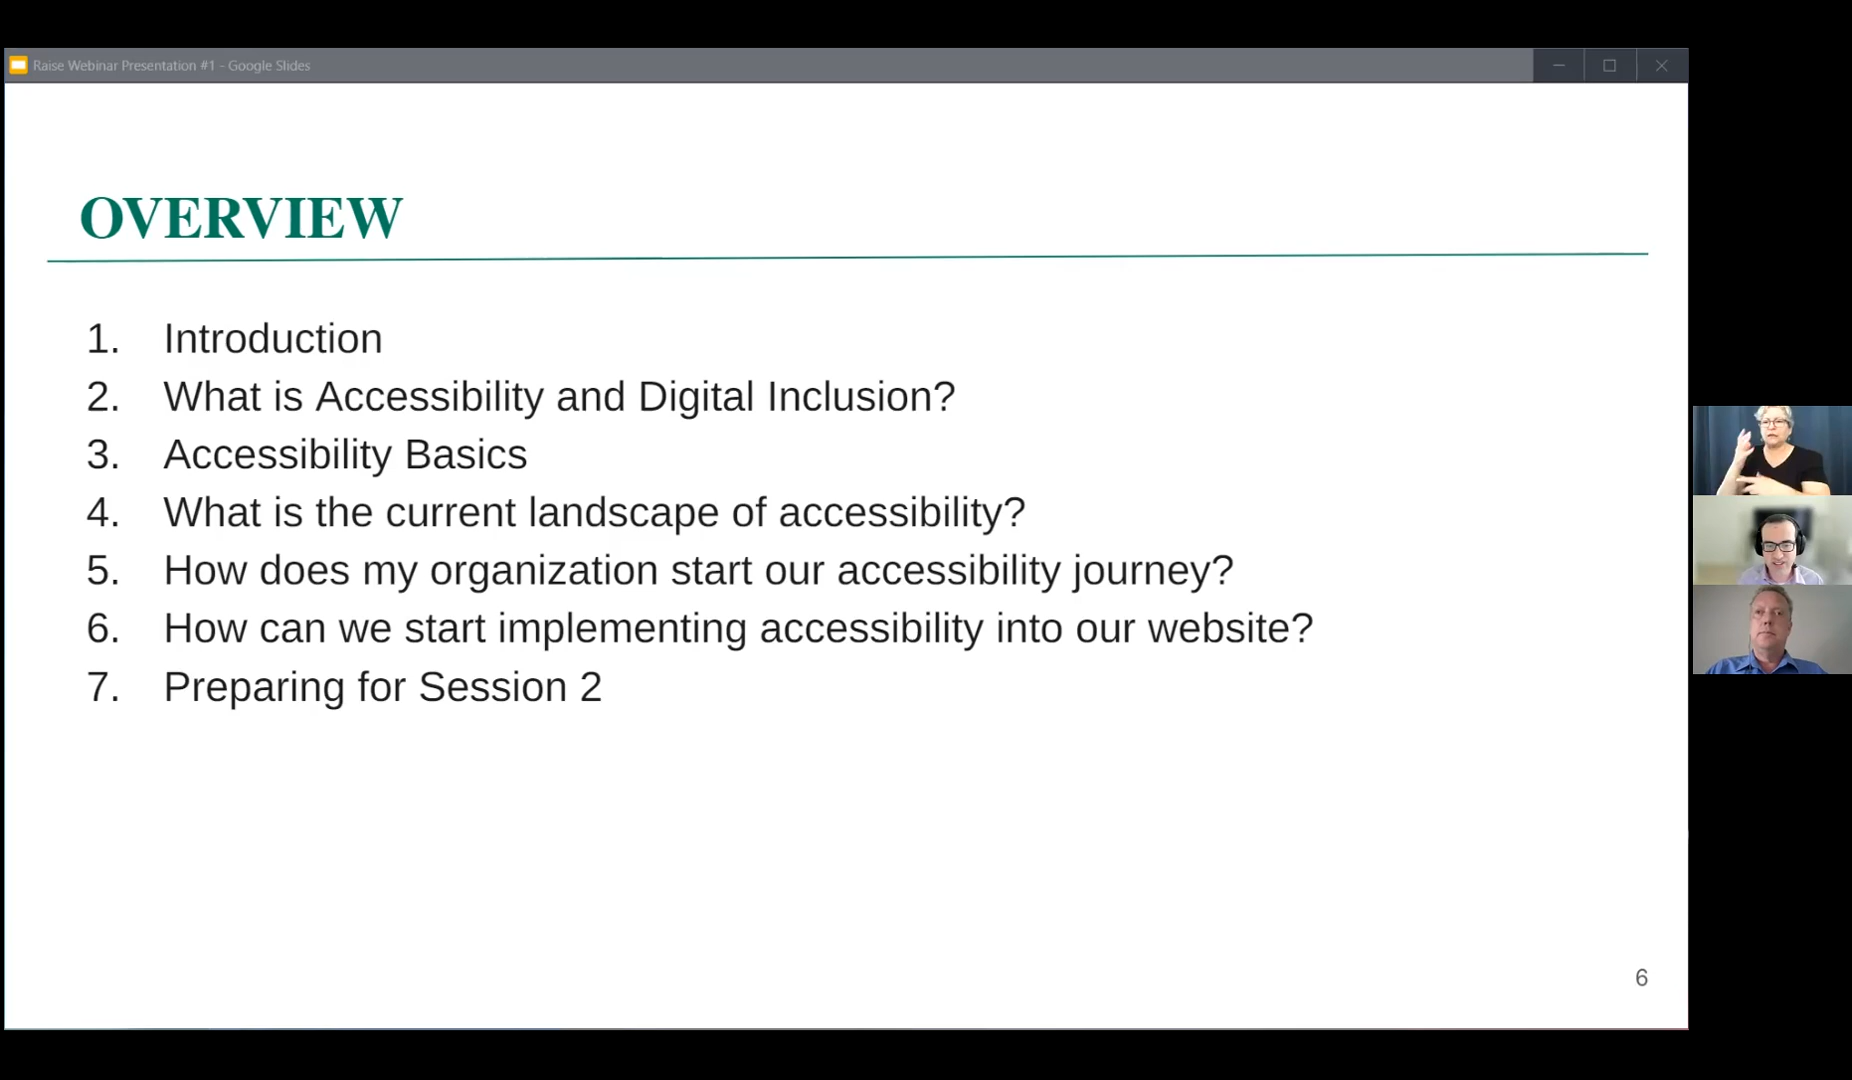 Raise Webinar Presentation #1 - Google Slides
OVERVIEW
1. Introduction
2. What is Accessibility and Digital Inclusion?
3. Accessibility Basics
4. What is the current landscape of accessibility?
5. How does my organization start our accessibility journey?
6. How can we start implementing accessibility into our website?
7. Preparing for Session 2
6